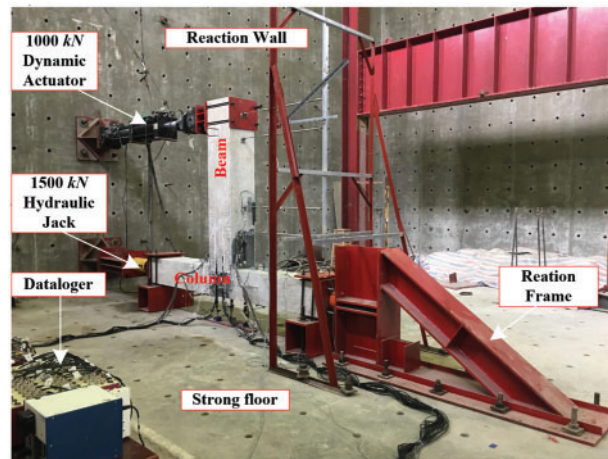 1000 kN
Dynamic
Actuator
Reaction Wall
Beam
1500 kN
Hydraulic
Jack
Column
Dataloger
Reation
Frame
Strong floor